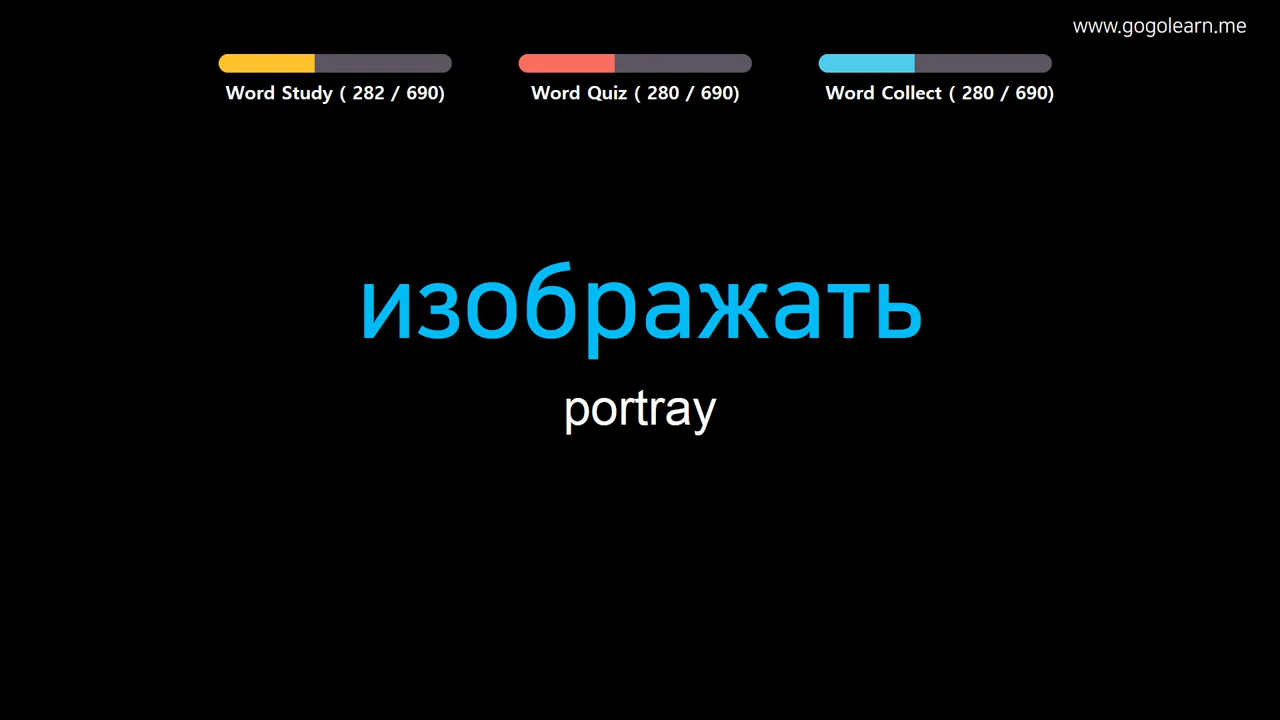 www.gogolearn.me
Word Study ( 282 / 690)
Word Quiz ( 280 / 690)
Word Collect ( 280 / 690)
изображать
portray